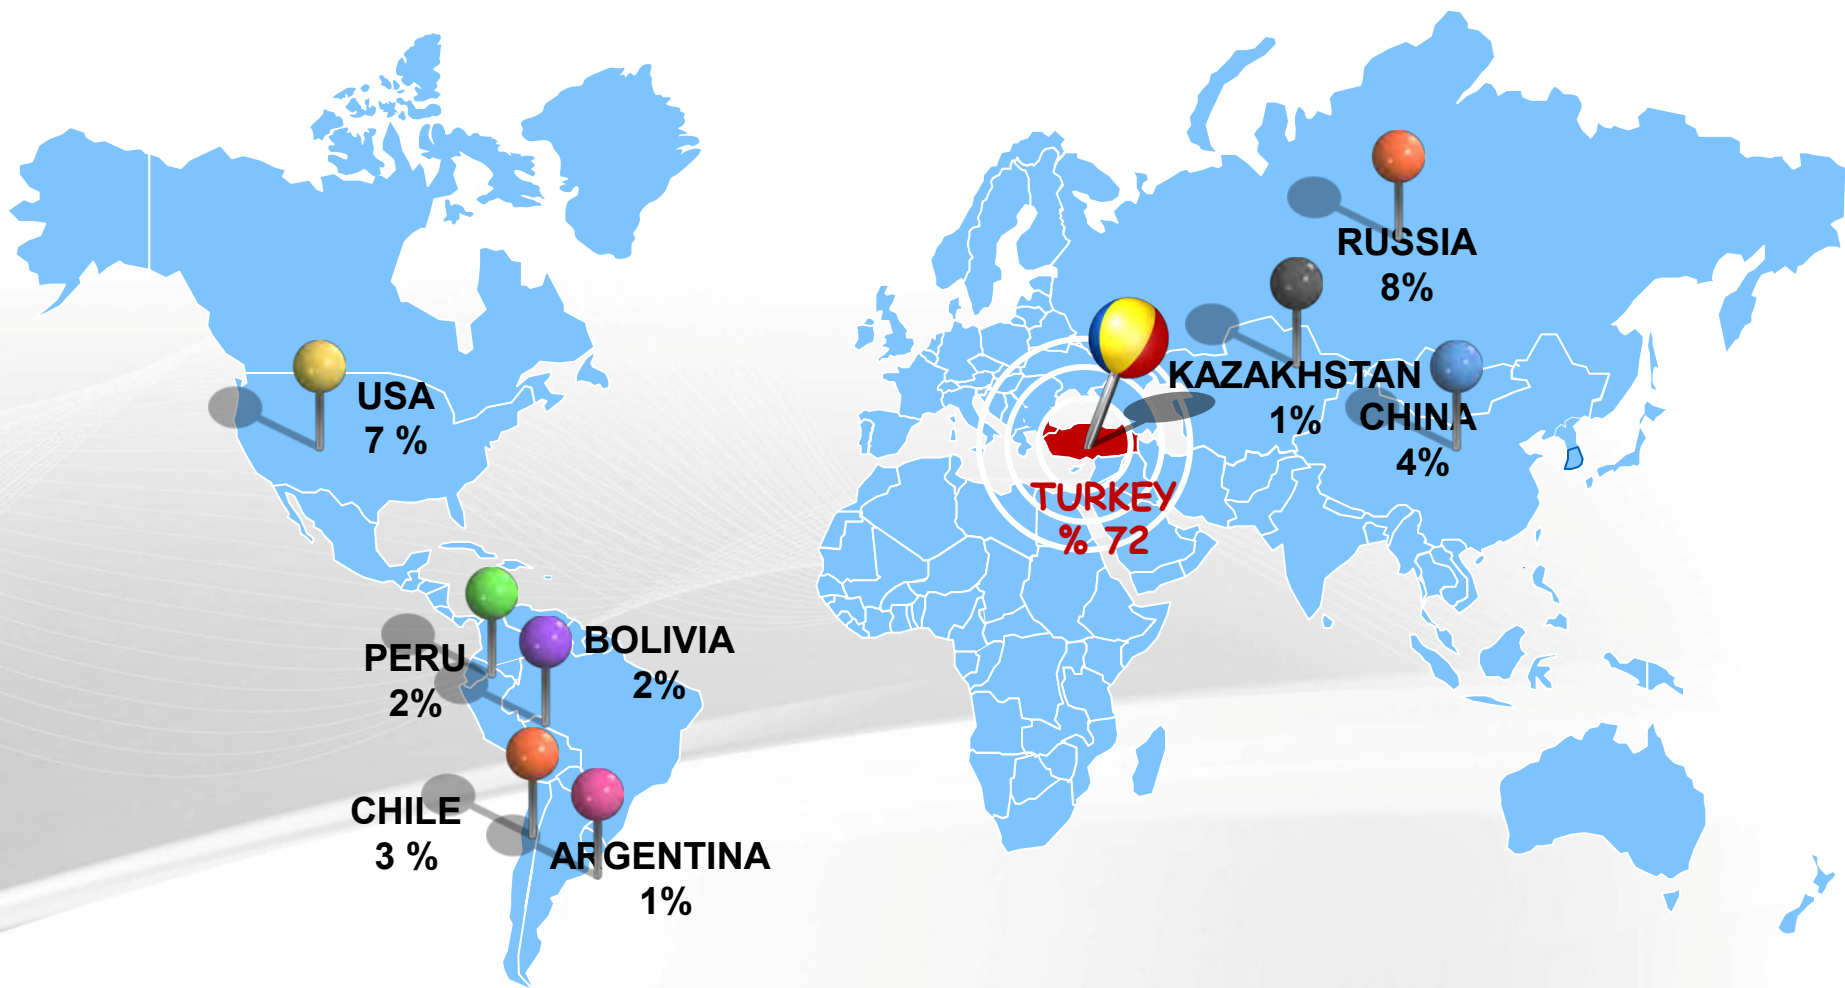 RUSSIA
8%
KAZAKHSTAN
1%
CHINA
4%
USA
7 %
TURKEY
% 72
PERU
2%
BOLIVIA
2%
CHILE
3 %
ARGENTINA
1%